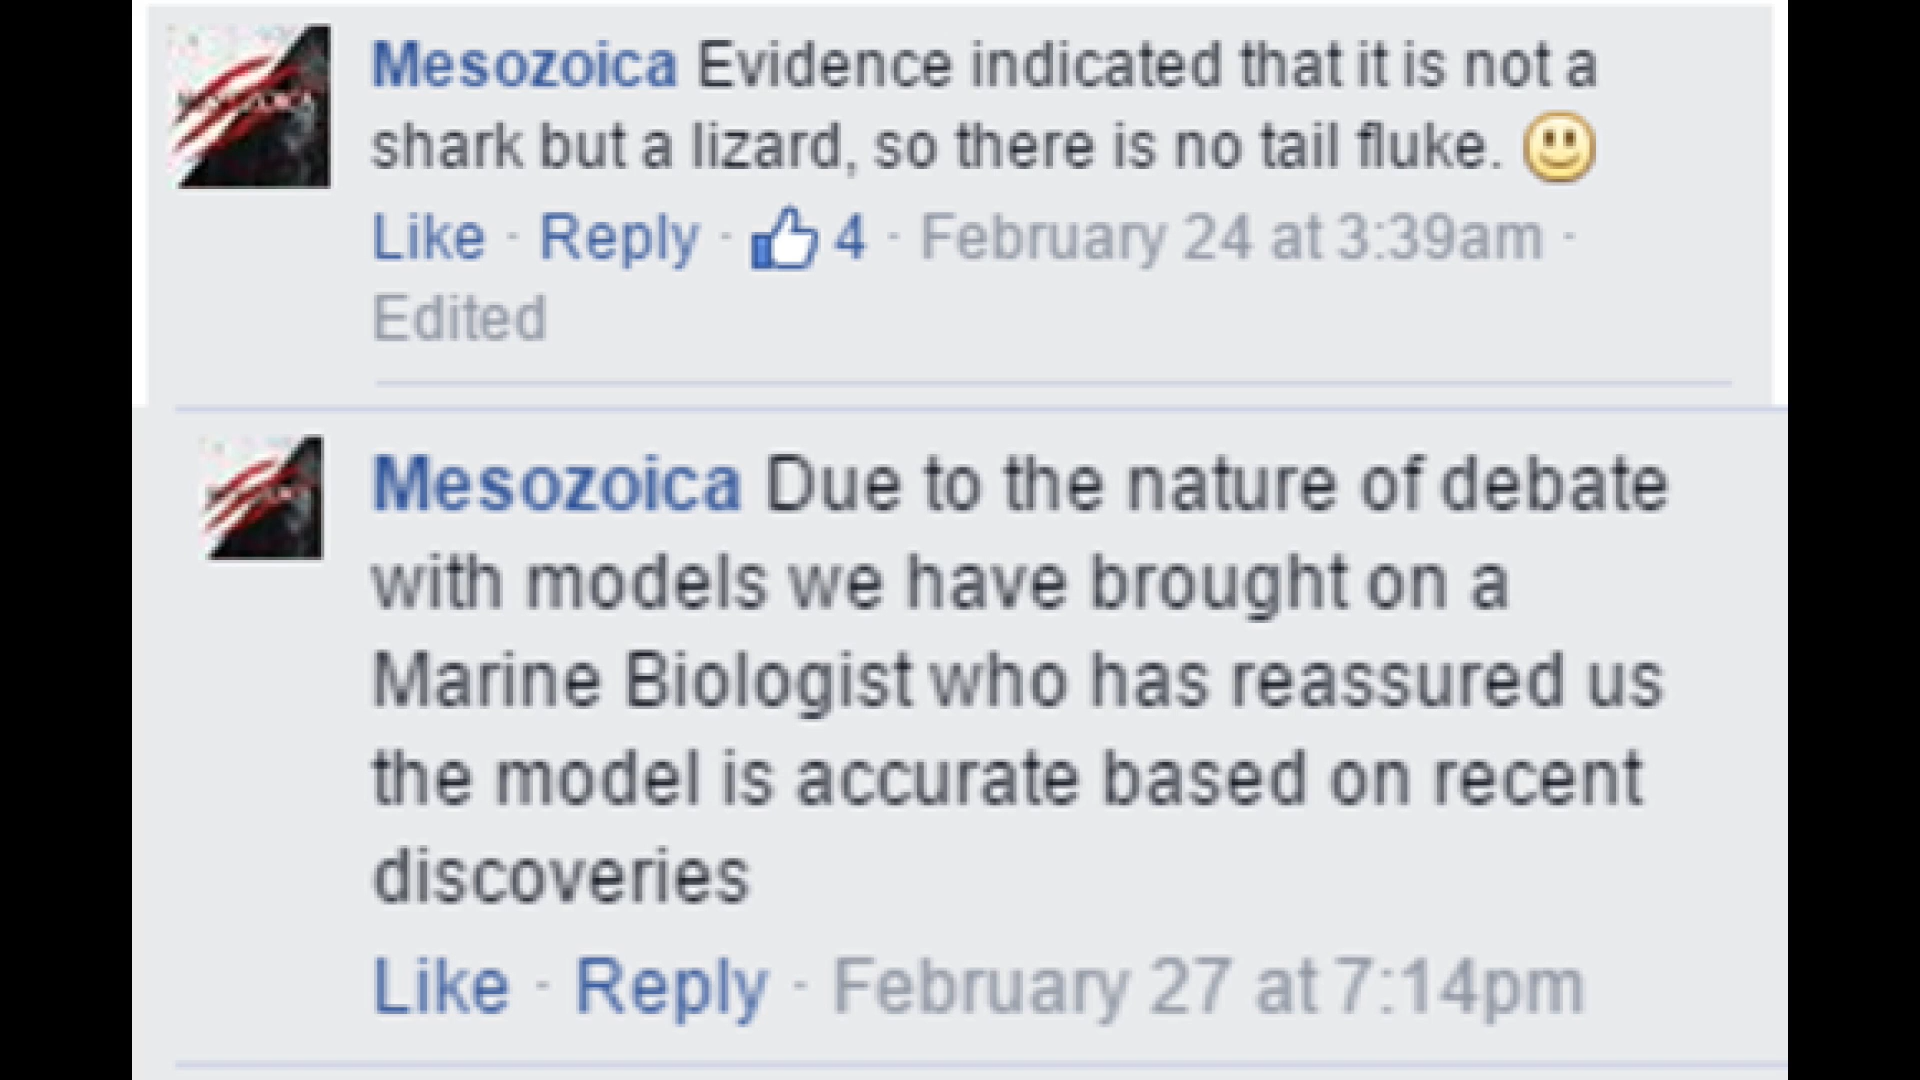 Mesozoica Evidence indicated that it is not a
shark but a lizard, so there is no tail fluke.
Like · Reply · 4 · February 24 at 3:39am ·
Edited
Mesozoica Due to the nature of debate
with models we have brought on a
Marine Biologist who has reassured us
the model is accurate based on recent
discoveries
Like · Reply · February 27 at 7:14pm